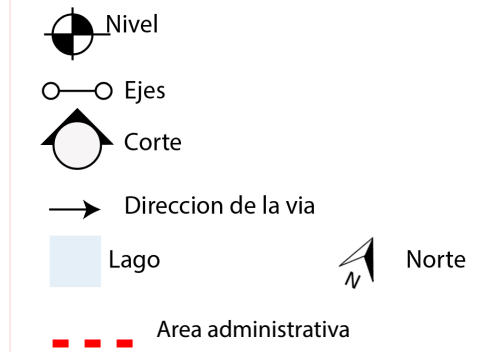 Nivel
Ejes
Corte
Direccion de la via
Lago
Norte
N
Area administrativa